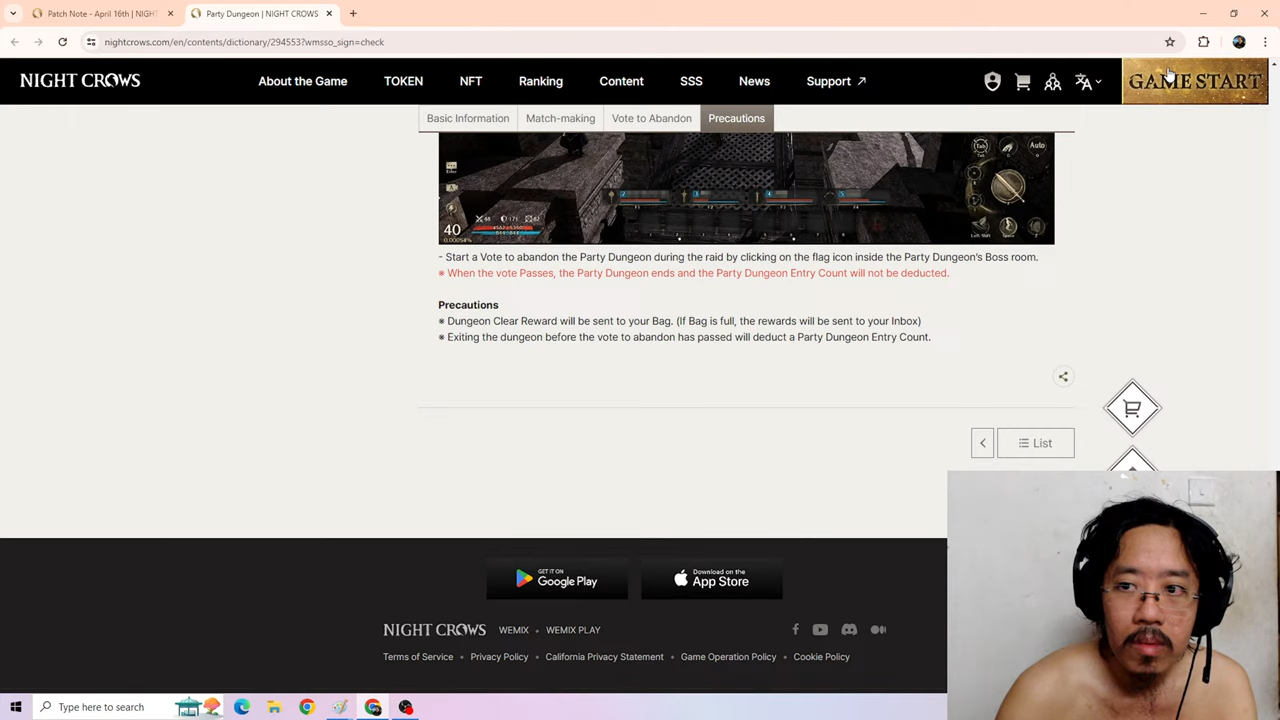 Patch Note - April 16th | NIGHT
Party Dungeon | NIGHT CROWS
nightcrows.com/en/contents/dictionary/294553?wmsso_sign=check
NIGHT CROWS
About the Game
TOKEN
NFT
Ranking
Content
SSS
News
Support
GAME START
Basic Information
Match-making
Vote to Abandon
Precautions
Auto
40
- Start a Vote to abandon the Party Dungeon during the raid by clicking on the flag icon inside the Party Dungeon's Boss room.
※ When the vote Passes, the Party Dungeon ends and the Party Dungeon Entry Count will not be deducted.
Precautions
※ Dungeon Clear Reward will be sent to your Bag. (If Bag is full, the rewards will be sent to your Inbox)
※ Exiting the dungeon before the vote to abandon has passed will deduct a Party Dungeon Entry Count.
List
GET IT ON
Google Play
Download on the
App Store
NIGHT CROWS
WEMIX • WEMIX PLAY
Terms of Service • Privacy Policy • California Privacy Statement • Game Operation Policy • Cookie Policy
Type here to search